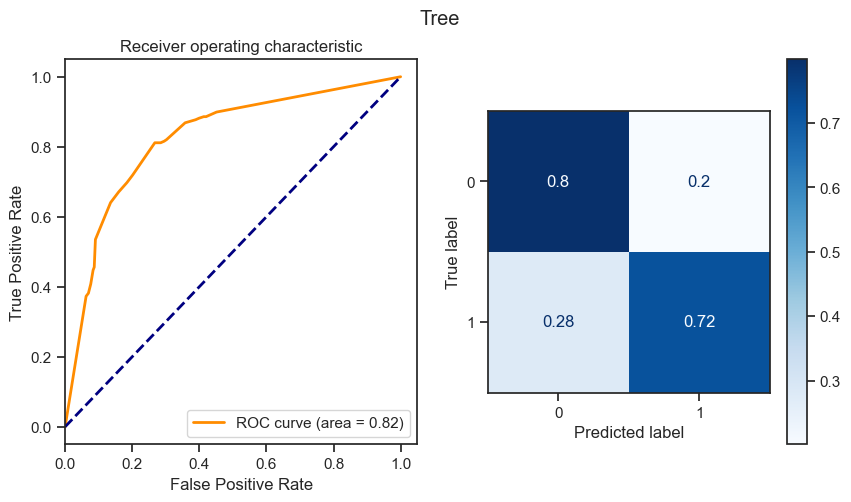 Tree
Receiver operating characteristic
1.0
0.8
0.6
0.4
0.2
0.0
True Positive Rate
0.0 0.2 0.4 0.6 0.8 1.0
False Positive Rate
ROC curve (area = 0.82)
True label
0
1
0.8 0.2
0.28 0.72
0 1
Predicted label
0.7
0.6
0.5
0.4
0.3